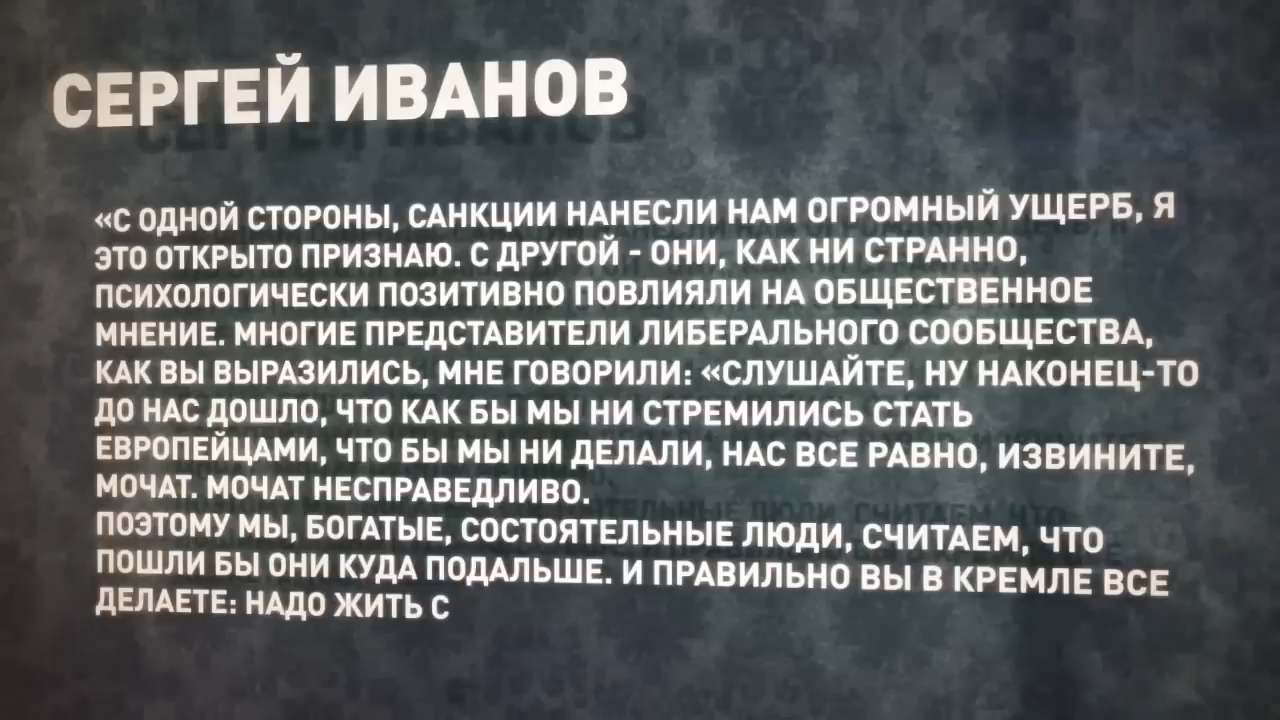 СЕРГЕЙ ИВАНОВ
«С ОДНОЙ СТОРОНЫ, САНКЦИИ НАНЕСЛИ НАМ ОГРОМНЫЙ УЩЕРБ, Я
ЭТО ОТКРЫТО ПРИЗНАЮ. С ДРУГОЙ - ОНИ, КАК НИ СТРАННО,
ПСИХОЛОГИЧЕСКИ ПОЗИТИВНО ПОВЛИЯЛИ НА ОБЩЕСТВЕННОЕ
МНЕНИЕ. МНОГИЕ ПРЕДСТАВИТЕЛИ ЛИБЕРАЛЬНОГО СООБЩЕСТВА,
КАК ВЫ ВЫРАЗИЛИСЬ, МНЕ ГОВОРИЛИ: «СЛУШАЙТЕ, НУ НАКОНЕЦ-ТО
ДО НАС ДОШЛО, ЧТО КАК БЫ МЫ НИ СТРЕМИЛИСЬ СТАТЬ
ЕВРОПЕЙЦАМИ, ЧТО БЫ МЫ НИ ДЕЛАЛИ, НАС ВСЕ РАВНО, ИЗВИНИТЕ,
МОЧАТ. МОЧАТ НЕСПРАВЕДЛИВО.
ПОЭТОМУ МЫ, БОГАТЫЕ, СОСТОЯТЕЛЬНЫЕ ЛЮДИ, СЧИТАЕМ, ЧТО
ПОШЛИ БЫ ОНИ КУДА ПОДАЛЬШЕ. И ПРАВИЛЬНО ВЫ В КРЕМЛЕ ВСЕ
ДЕЛАЕТЕ: НАДО ЖИТЬ С